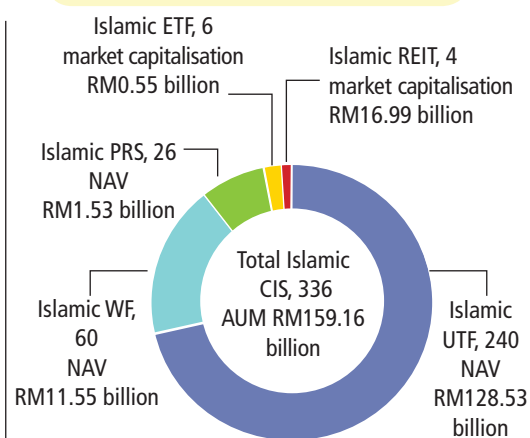 Islamic ETF, 6
market capitalisation
RM0.55 billion
Islamic REIT, 4
market capitalisation
RM16.99 billion
Islamic PRS, 26
NAV
RM1.53 billion
Total Islamic
CIS, 336
AUM RM159.16
billion
Islamic WF,
60
NAV
RM11.55 billion
Islamic
UTF, 240
NAV
RM128.53
billion